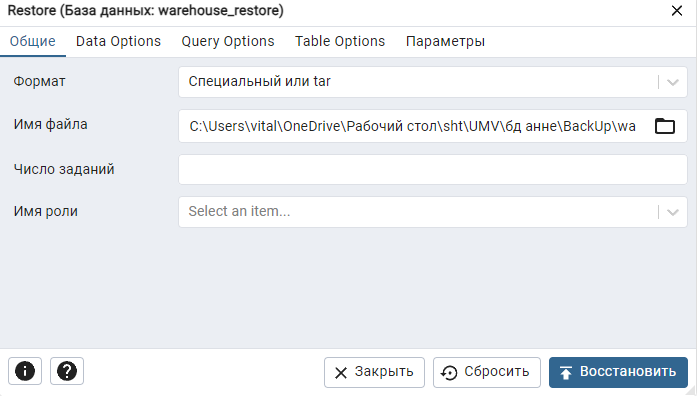 Restore (База данных: warehouse_restore)
Общие Data Options Query Options Table Options Параметры
Формат Специальный или tar
Имя файла C:\Users\vital\OneDrive\Рабочий стол\sht\UMV\бд анне\BackUp\wa
Число заданий
Имя роли Select an item...
Закрыть Сбросить Восстановить